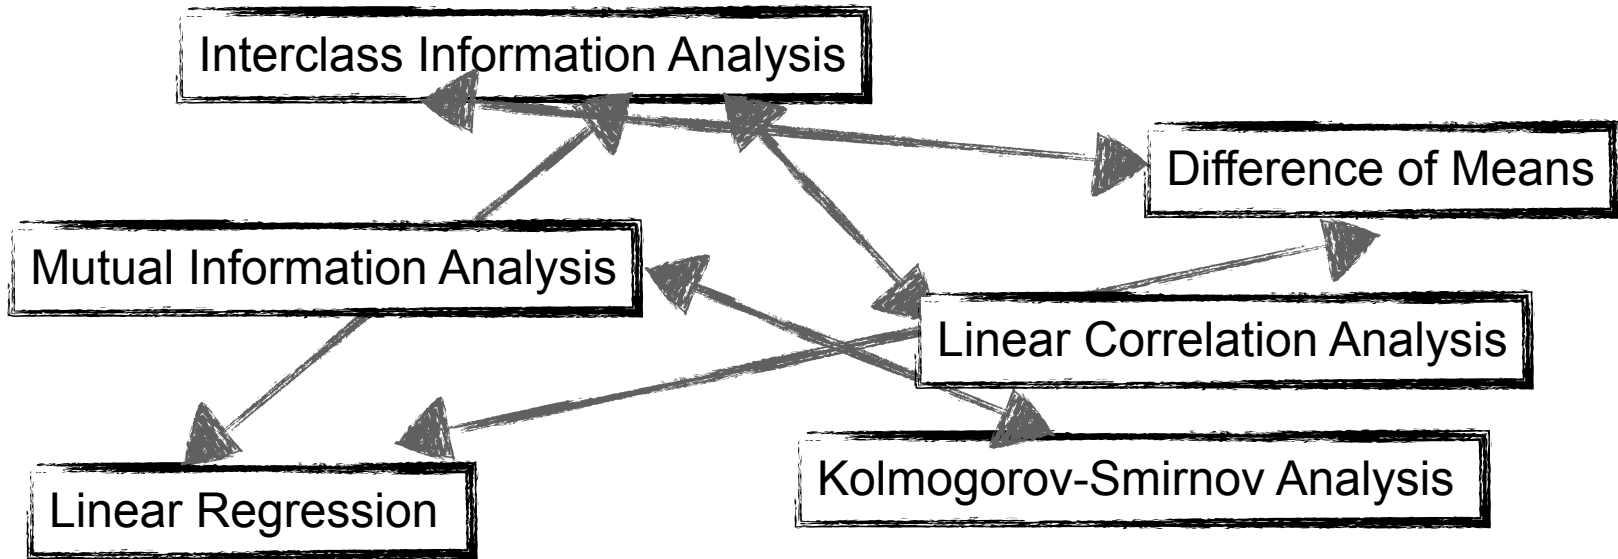 Interclass Information Analysis
Difference of Means
Mutual Information Analysis
Linear Correlation Analysis
Kolmogorov-Smirnov Analysis
Linear Regression